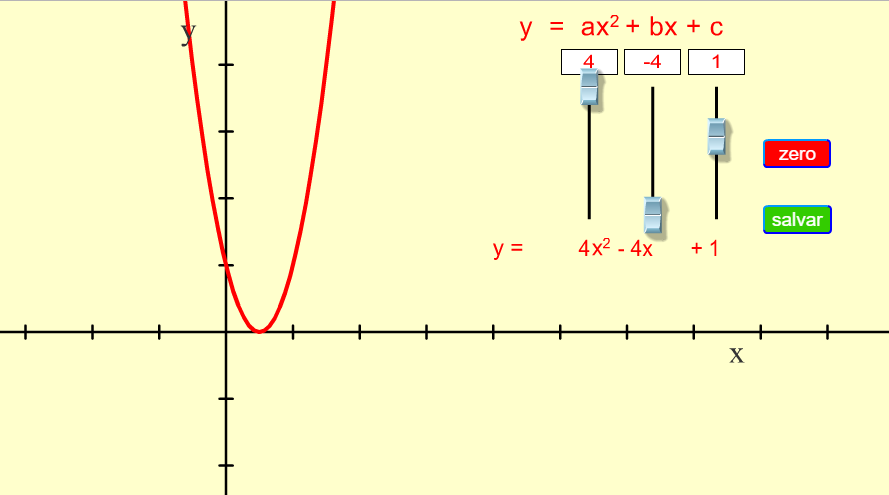 y = ax² + bx + c
4 -4 1
y
zero
salvar
y = 4x² - 4x + 1
x